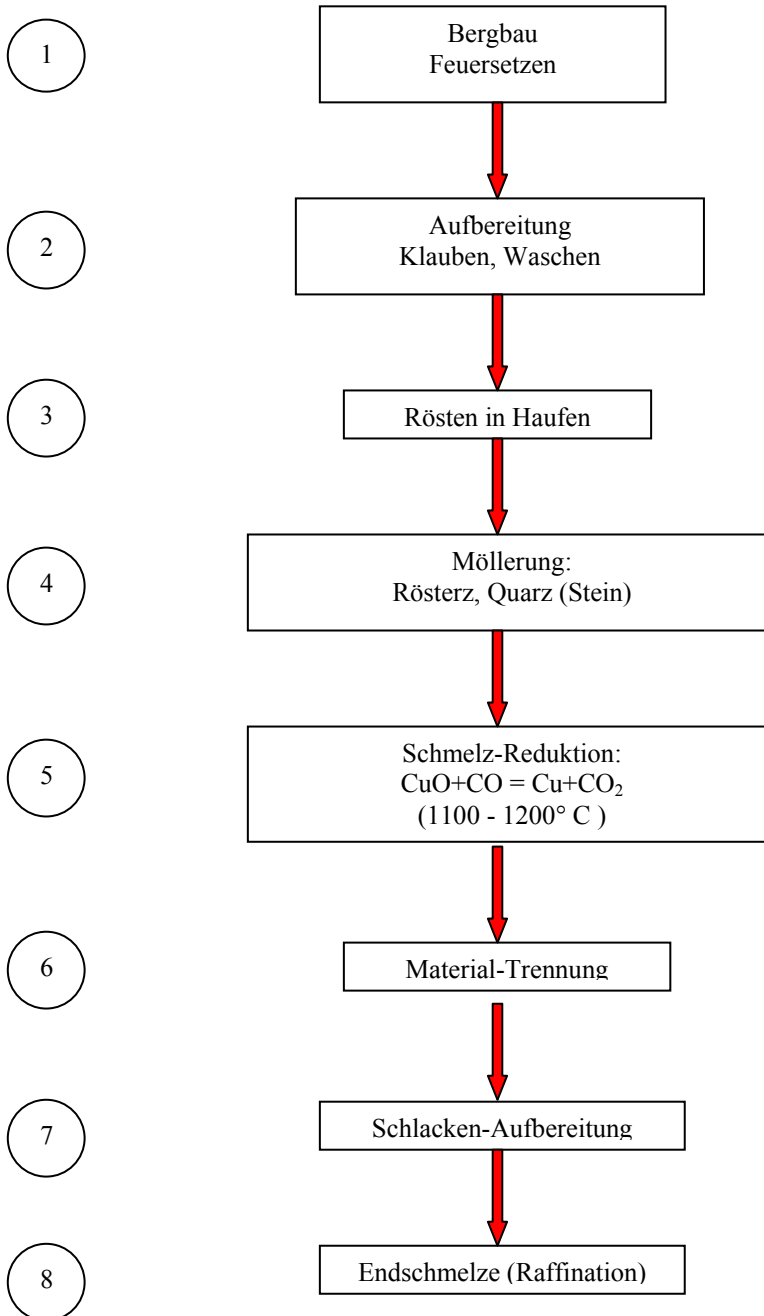 1
Bergbau
Feuersetzen
2
Aufbereitung
Klauben, Waschen
3
Rösten in Haufen
4
Möllerung:
Rösterz, Quarz (Stein)
5
Schmelz-Reduktion:
CuO+CO = Cu+CO₂
(1100 - 1200° C )
6
Material-Trennung
7
Schlacken-Aufbereitung
8
Endschmelze (Raffination)